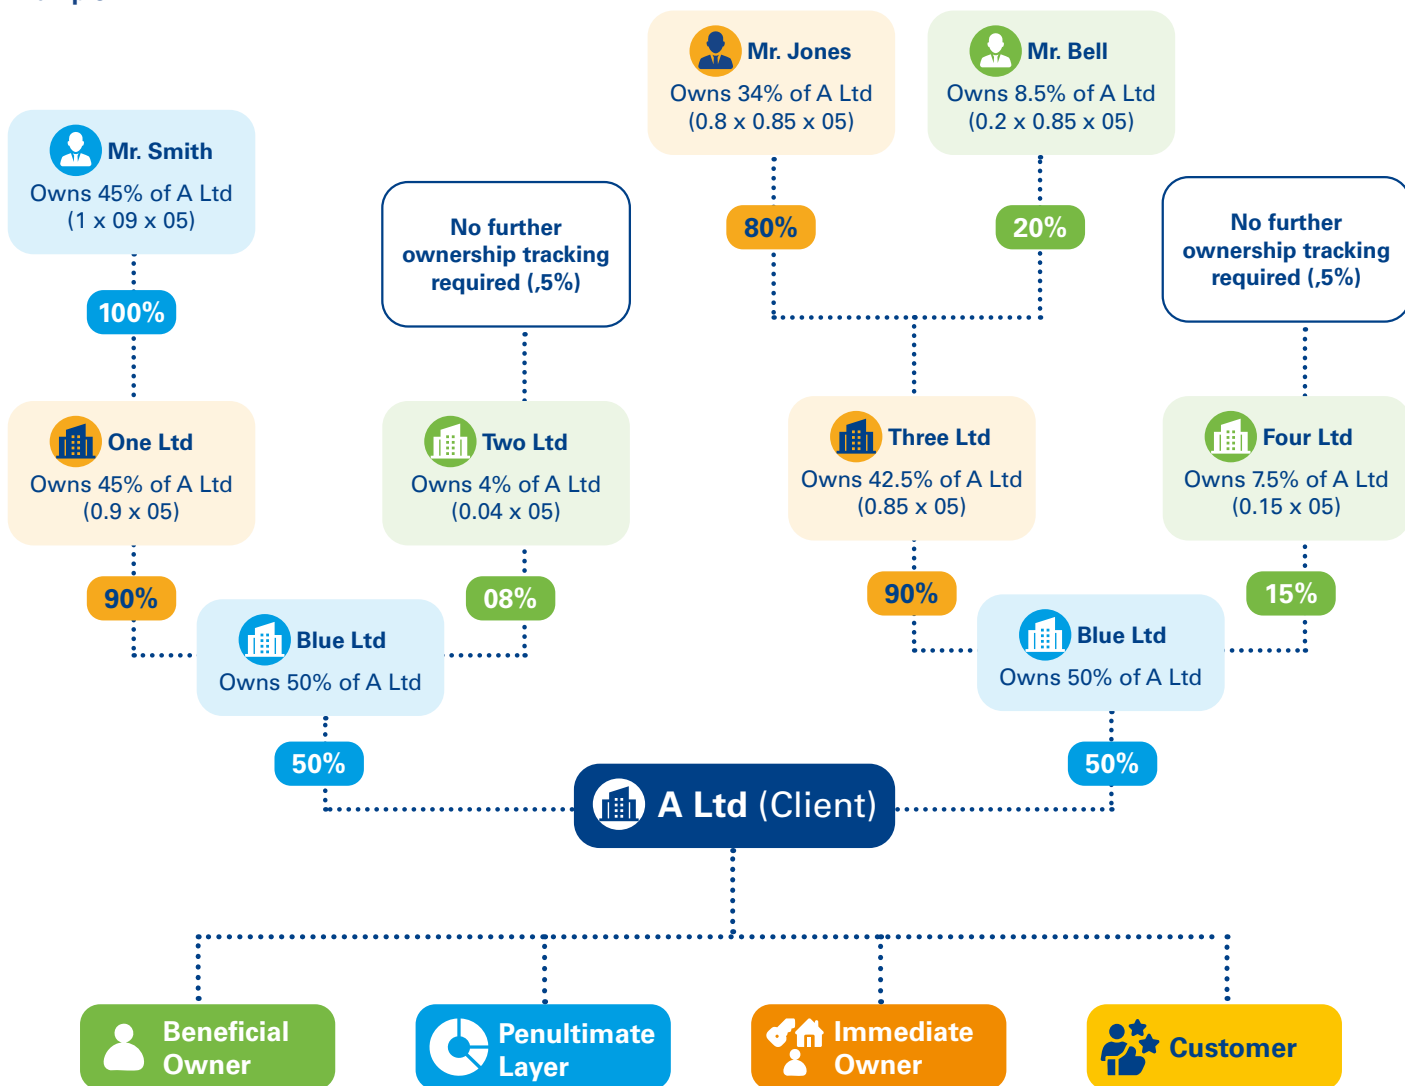 Mr. Jones
Owns 34% of A Ltd
(0.8 x 0.85 x 05)
Mr. Bell
Owns 8.5% of A Ltd
(0.2 x 0.85 x 05)
Mr. Smith
Owns 45% of A Ltd
(1 x 09 x 05)
No further
ownership tracking
required (,5%)
80%
20%
No further
ownership tracking
required (,5%)
100%
One Ltd
Owns 45% of A Ltd
(0.9 x 05)
Two Ltd
Owns 4% of A Ltd
(0.04 x 05)
Three Ltd
Owns 42.5% of A Ltd
(0.85 x 05)
Four Ltd
Owns 7.5% of A Ltd
(0.15 x 05)
90%
08%
90%
15%
Blue Ltd
Owns 50% of A Ltd
Blue Ltd
Owns 50% of A Ltd
50%
50%
A Ltd (Client)
Beneficial
Owner
Penultimate
Layer
Immediate
Owner
Customer